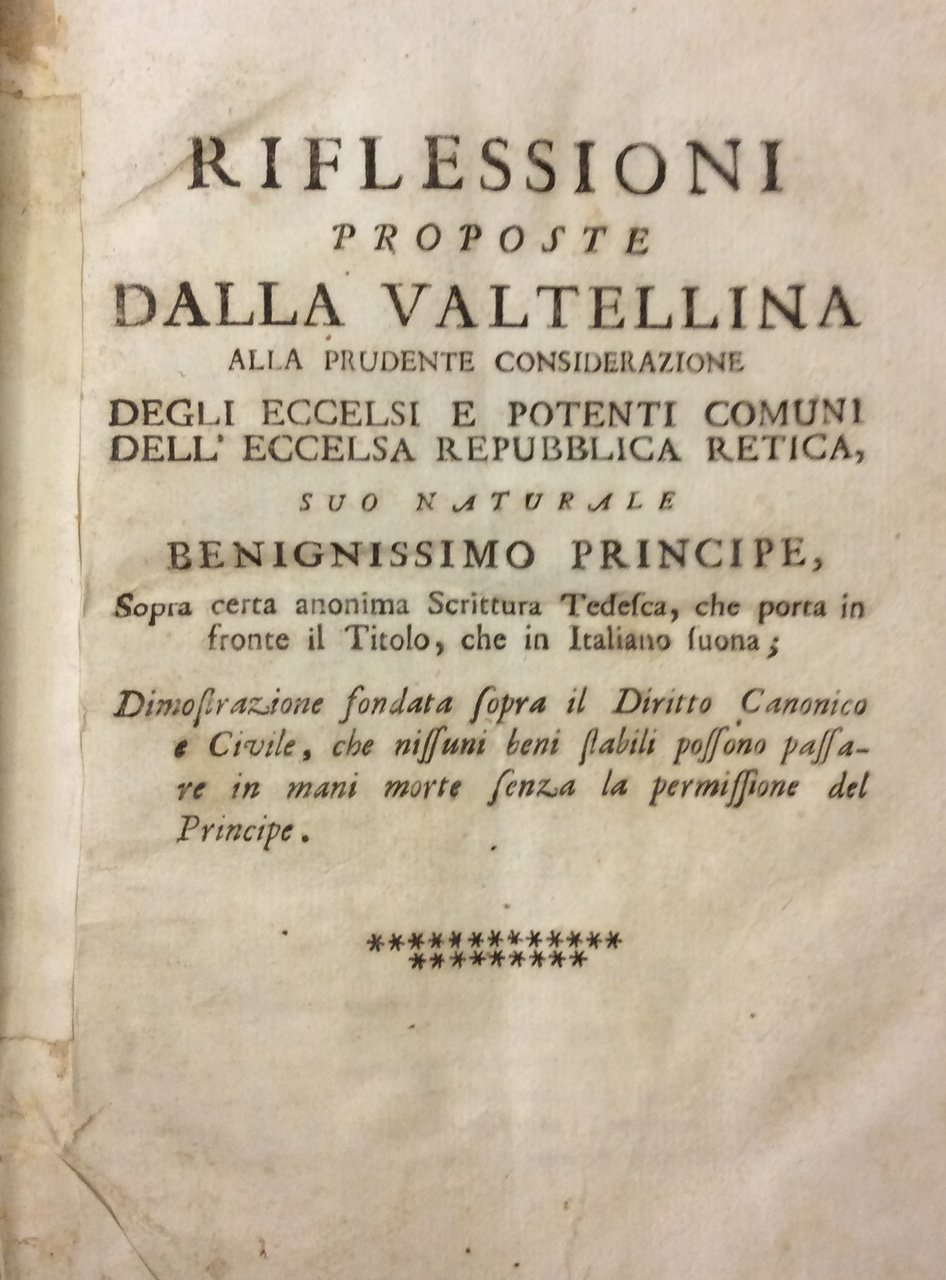 RIFLESSIONI
PROPOSTE
DALLA VALTELLINA
ALLA PRUDENTE CONSIDERAZIONE
DEGLI ECCELSI E POTENTI COMUNI
DELL' ECCELSA REPUBBLICA RETICA,
SUO NATURALE
BENIGNISSIMO PRINCIPE,
Sopra certa anonima Scrittura Tedeſca, che porta in
fronte il Titolo, che in Italiano ſuona;
Dimoſtrazione fondata ſopra il Diritto Canonico
e Civile, che niſſuni beni ſtabili poſſono paſſa-
re in mani morte ſenza la permiſſione del
Principe.
*************
*********